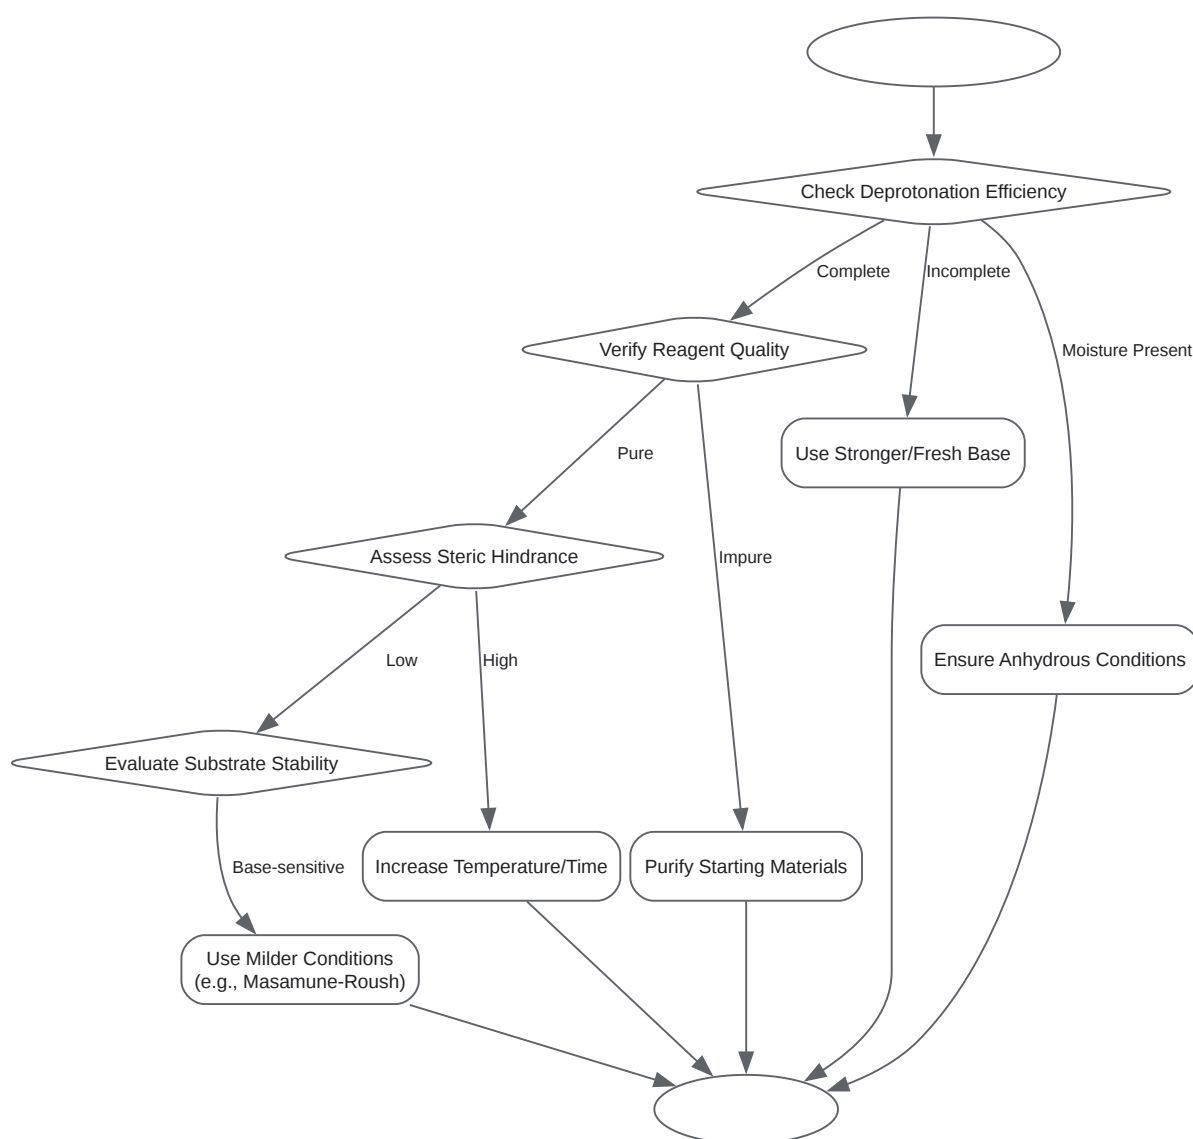 Check Deprotonation Efficiency
Complete
Incomplete
Verify Reagent Quality
Moisture Present
Use Stronger/Fresh Base
Pure
Assess Steric Hindrance
Impure
Low
High
Ensure Anhydrous Conditions
Evaluate Substrate Stability
Base-sensitive
Increase Temperature/Time
Purify Starting Materials
Use Milder Conditions
(e.g., Masamune-Roush)